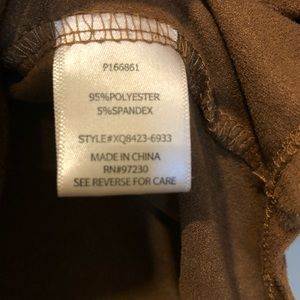 P166861
95%POLYESTER
5%SPANDEX
STYLE#XQ8423-6933
MADE IN CHINA
RN#97230
SEE REVERSE FOR CARE